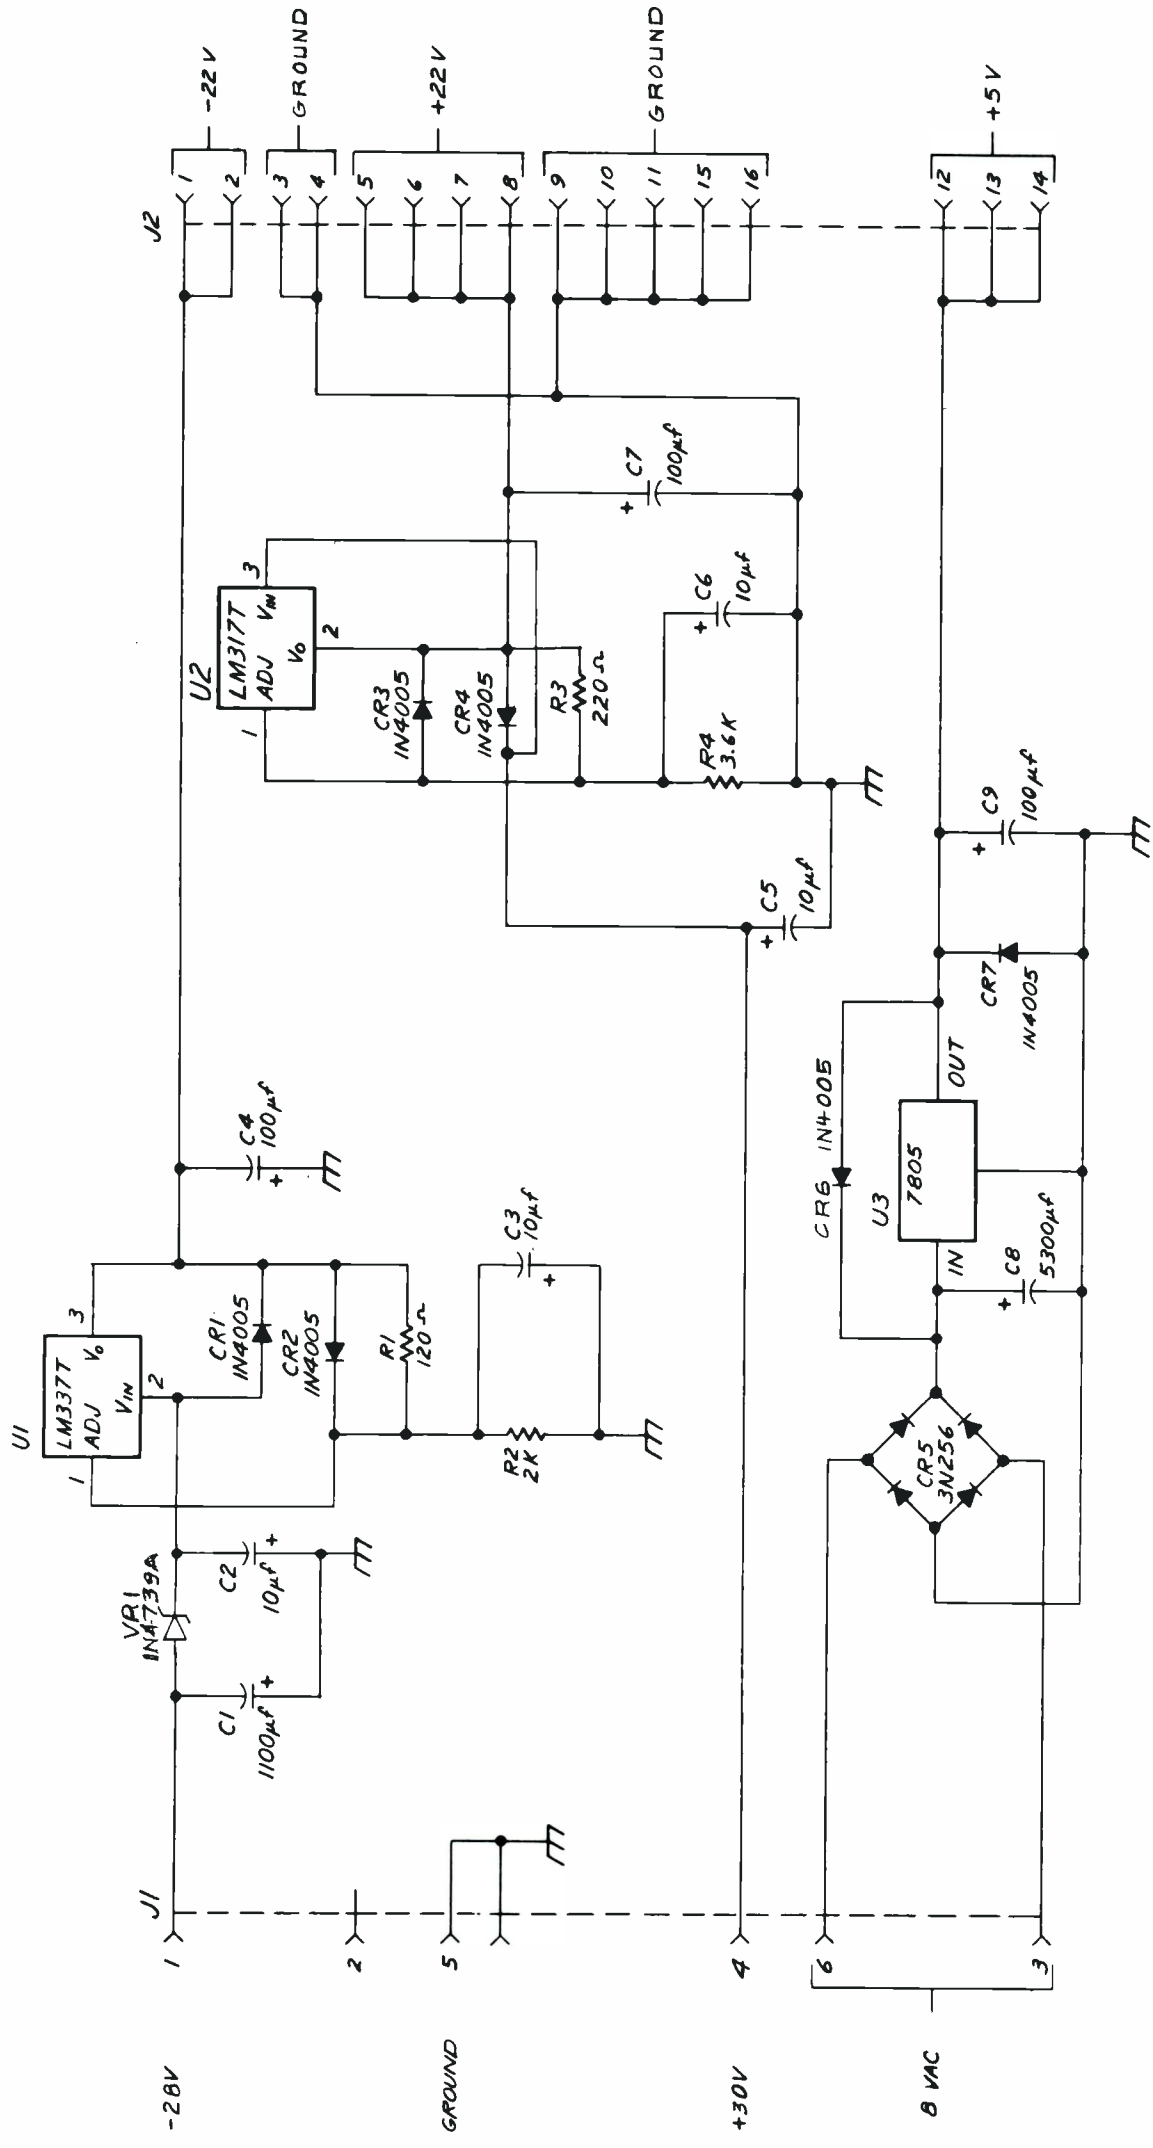 J1
1
-28V
2
5
GROUND
4
+30V
6
3
8 VAC
C1
1100µf
+
VR1
1N4739A
C2
10µf
+
U1
LM337T
ADJ
VIN
Vo
1
2
3
CR1
1N4005
CR2
1N4005
R1
120Ω
R2
2K
C3
10µf
+
C4
100µf
+
U2
LM317T
ADJ
VIN
Vo
1
2
3
CR3
1N4005
CR4
1N4005
R3
220Ω
R4
3.6K
C5
10µf
+
C6
10µf
+
C7
100µf
+
CR5
3N256
CR6 1N4005
U3
7805
IN
OUT
C8
5300µf
+
CR7
1N4005
C9
100µf
+
J2
1
2
-22V
3
4
GROUND
5
6
7
8
+22V
9
10
11
15
16
GROUND
12
13
14
+5V